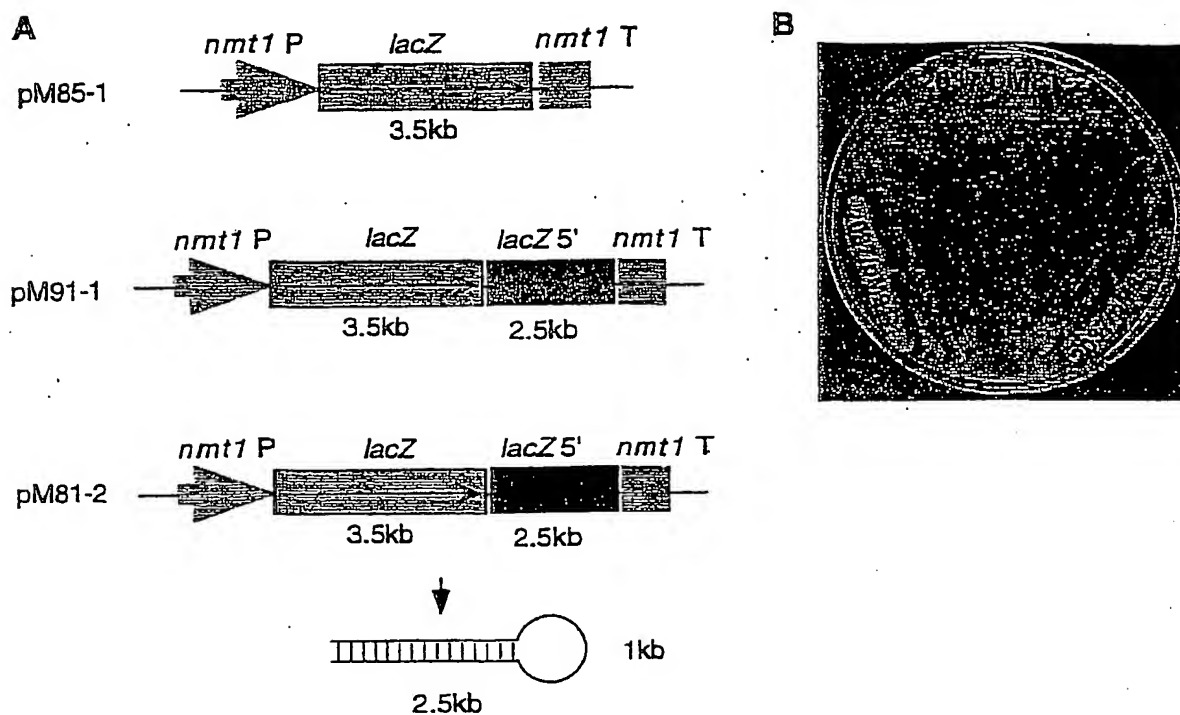 A
B
nmt1 P lacZ nmt1 T
pM85-1
3.5kb
nmt1 P lacZ lacZ 5' nmt1 T
pM91-1
3.5kb 2.5kb
nmt1 P lacZ lacZ 5' nmt1 T
pM81-2
3.5kb 2.5kb
1kb
2.5kb